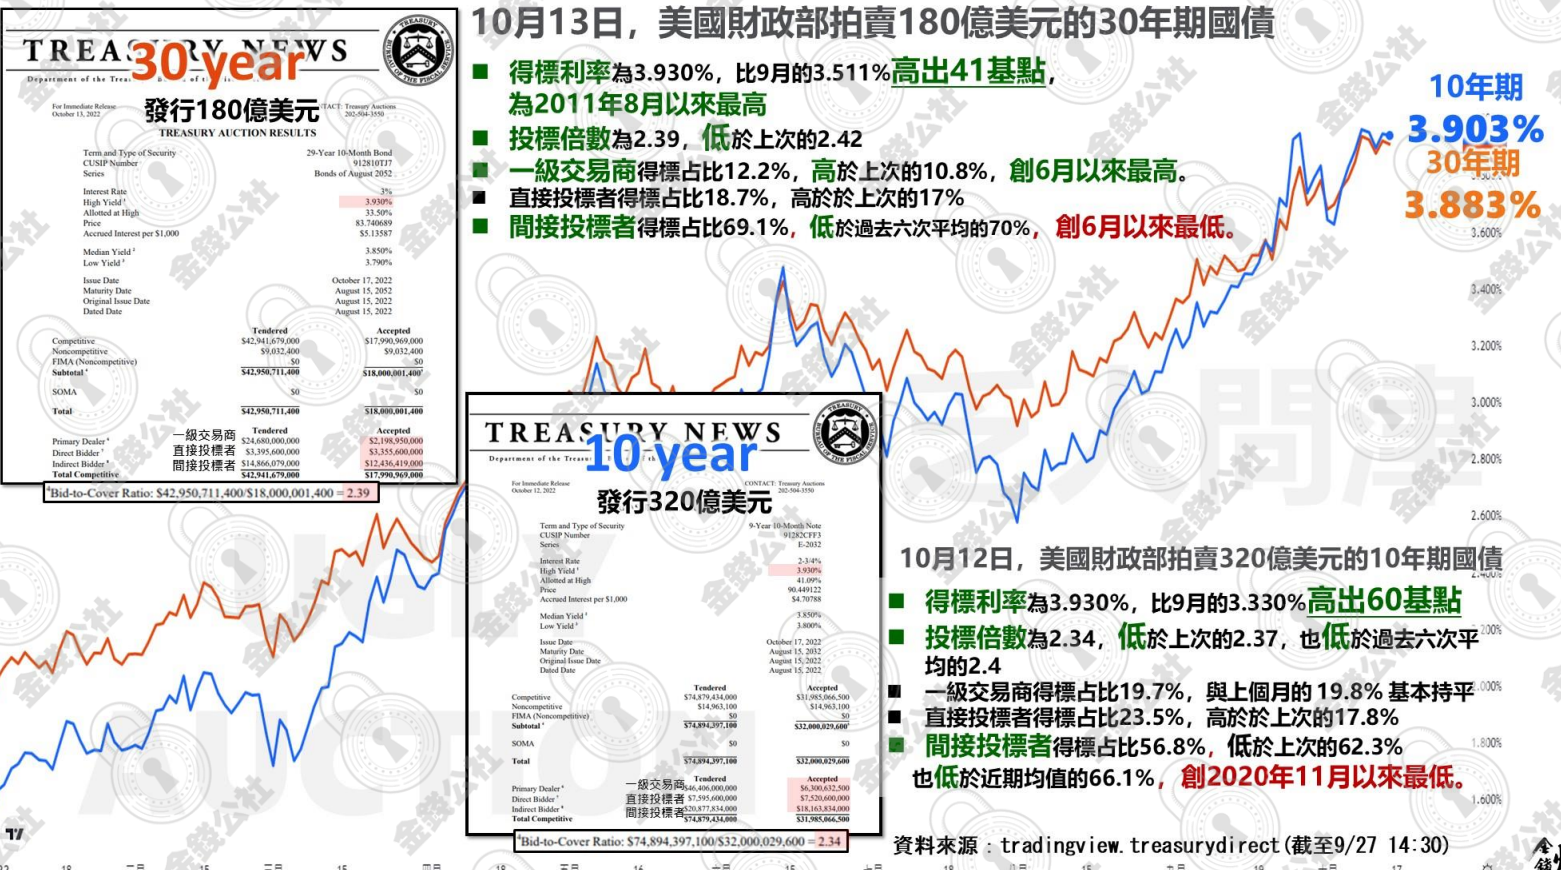 10月13日，美國財政部拍賣180億美元的30年期國債
■ 得標利率為3.930%，比9月的3.511%高出41基點，
為2011年8月以來最高
■ 投標倍數為2.39，低於上次的2.42
■ 一級交易商得標占比12.2%，高於上次的10.8%，創6月以來最高。
■ 直接投標者得標占比18.7%，高於於上次的17%
■ 間接投標者得標占比69.1%，低於過去六次平均的70%，創6月以來最低。
10年期
3.903%
30年期
3.883%
3.600%
3.400%
3.200%
3.000%
2.800%
2.600%
TREASURY NEWS
30 year
Department of the Treas
For Immediate Release
October 13, 2022
發行180億美元
CONTACT: Treasury Auctions
202-504-3550
TREASURY AUCTION RESULTS
Term and Type of Security 29-Year 10-Month Bond
CUSIP Number 912810TJ7
Series Bonds of August 2052
Interest Rate 3%
High Yield ¹ 3.930%
Allotted at High 33.50%
Price 83.740689
Accrued Interest per $1,000 $5.13587
Median Yield ² 3.850%
Low Yield ³ 3.790%
Issue Date October 17, 2022
Maturity Date August 15, 2052
Original Issue Date August 15, 2022
Dated Date August 15, 2022
Tendered Accepted
Competitive $42,941,679,000 $17,990,969,000
Noncompetitive $9,032,400 $9,032,400
FIMA (Noncompetitive) $0 $0
Subtotal ⁴ $42,950,711,400 $18,000,001,400⁵
SOMA $0 $0
Total $42,950,711,400 $18,000,001,400
Tendered Accepted
Primary Dealer ⁶ 一級交易商 $24,680,000,000 $2,198,950,000
Direct Bidder ⁷ 直接投標者 $3,395,600,000 $3,355,600,000
Indirect Bidder ⁸ 間接投標者 $14,866,079,000 $12,436,419,000
Total Competitive $42,941,679,000 $17,990,969,000
⁴Bid-to-Cover Ratio: $42,950,711,400/$18,000,001,400 = 2.39
TREASURY NEWS
10 year
Department of the Treasu
For Immediate Release
October 12, 2022
發行320億美元
CONTACT: Treasury Auctions
202-504-3550
Term and Type of Security 9-Year 10-Month Note
CUSIP Number 91282CFF3
Series E-2032
Interest Rate 2-3/4%
High Yield ¹ 3.930%
Allotted at High 41.09%
Price 90.449122
Accrued Interest per $1,000 $4.70788
Median Yield ² 3.850%
Low Yield ³ 3.800%
Issue Date October 17, 2022
Maturity Date August 15, 2032
Original Issue Date August 15, 2022
Dated Date August 15, 2022
Tendered Accepted
Competitive $74,879,434,000 $31,985,066,500
Noncompetitive $14,963,100 $14,963,100
FIMA (Noncompetitive) $0 $0
Subtotal ⁴ $74,894,397,100 $32,000,029,600⁵
SOMA $0 $0
Total $74,894,397,100 $32,000,029,600
Tendered Accepted
Primary Dealer ⁶ 一級交易商 $46,406,000,000 $6,300,632,500
Direct Bidder ⁷ 直接投標者 $7,595,600,000 $7,520,600,000
Indirect Bidder ⁸ 間接投標者 $20,877,834,000 $18,163,834,000
Total Competitive $74,879,434,000 $31,985,066,500
⁴Bid-to-Cover Ratio: $74,894,397,100/$32,000,029,600 = 2.34
10月12日，美國財政部拍賣320億美元的10年期國債
■ 得標利率為3.930%，比9月的3.330%高出60基點
■ 投標倍數為2.34，低於上次的2.37，也低於過去六次平
均的2.4
■ 一級交易商得標占比19.7%，與上個月的 19.8% 基本持平
■ 直接投標者得標占比23.5%，高於於上次的17.8%
■ 間接投標者得標占比56.8%，低於上次的62.3%
也低於近期均值的66.1%，創2020年11月以來最低。
2.000%
1.800%
1.600%
資料來源：tradingview.treasurydirect(截至9/27 14:30)
金錢公社